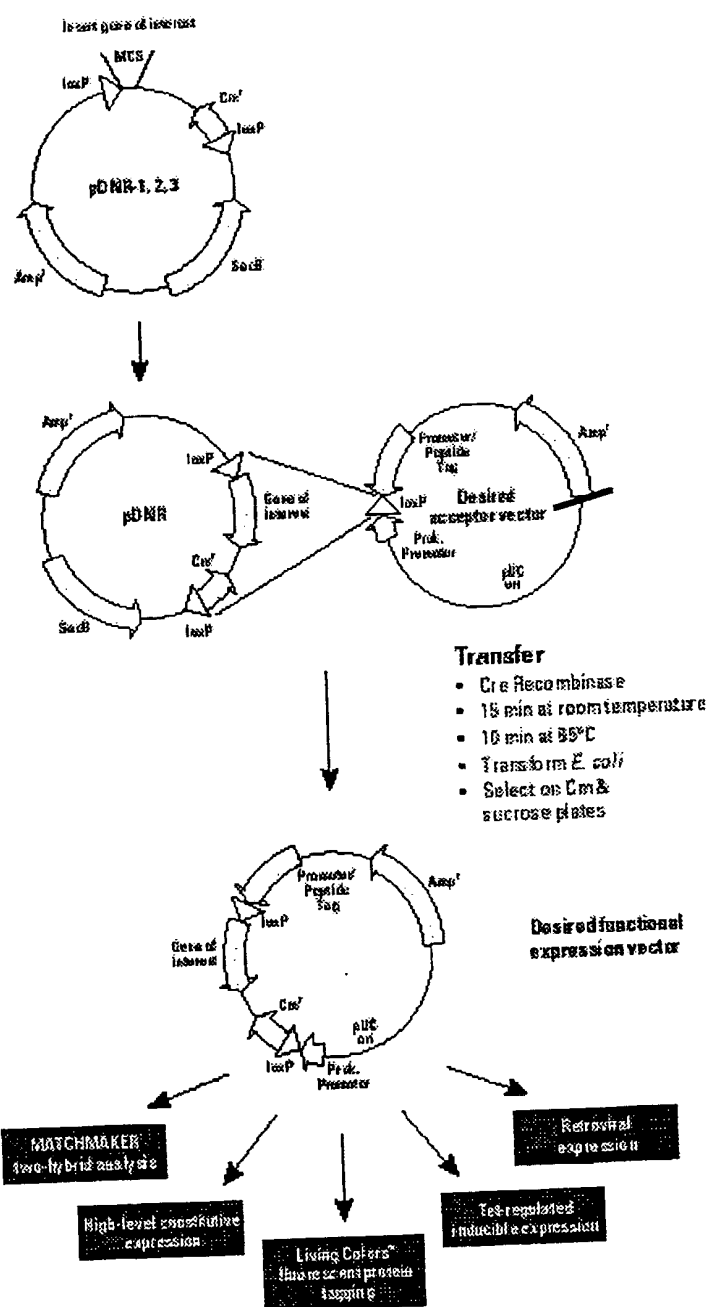 Insert gene of interest
MCS
loxP
Cmr
loxP
pDNR-1, 2, 3
Ampr
SacB
Ampr
loxP
Gene of
interest
pDNR
Cmr
SacB
loxP
Promoter/
Peptide
Tag
Ampr
loxP
Desired
acceptor vector
Prok.
Promoter
pUC
ori
Transfer
• Cre Recombinase
• 15 min at room temperature
• 10 min at 65°C
• Transform E. coli
• Select on Cm &
sucrose plates
Promoter/
Peptide
Tag
Ampr
loxP
Gene of
interest
Cmr
pUC
ori
loxP
Prok.
Promoter
Desired functional
expression vector
MATCHMAKER
two-hybrid analysis
High-level constitutive
expression
Living Colors™
fluorescent protein
tagging
Tet-regulated
inducible expression
Retroviral
expression